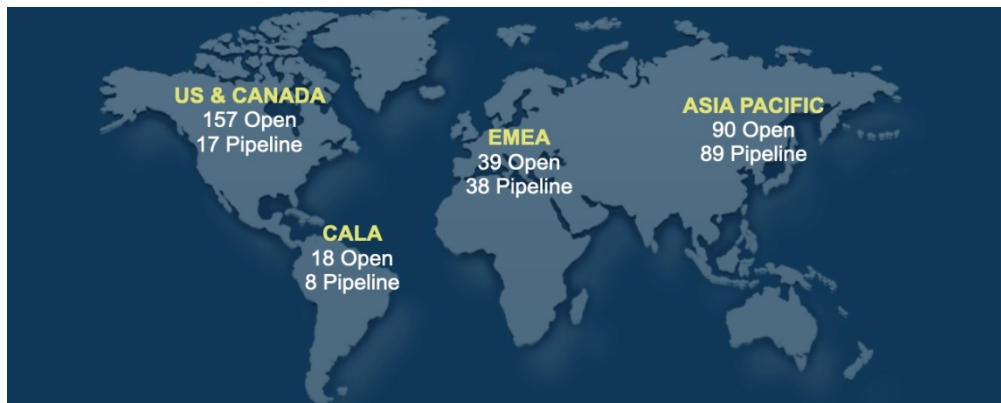 US & CANADA
157 Open
17 Pipeline
EMEA
39 Open
38 Pipeline
ASIA PACIFIC
90 Open
89 Pipeline
CALA
18 Open
8 Pipeline